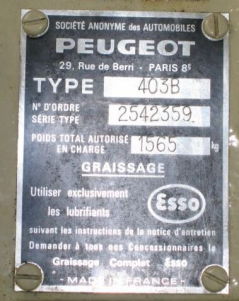 SOCIÉTÉ ANONYME des AUTOMOBILES
PEUGEOT
29, Rue de Berri - PARIS 8e
TYPE 403B
N° D'ORDRE
SÉRIE TYPE 2542359
POIDS TOTAL AUTORISÉ
EN CHARGE 1565 kg
GRAISSAGE
Utiliser exclusivement
les lubrifiants Esso
suivant les instructions de la notice d'entretien
Demander à tous nos Concessionnaires le
Graissage Complet Esso
- MADE IN FRANCE -